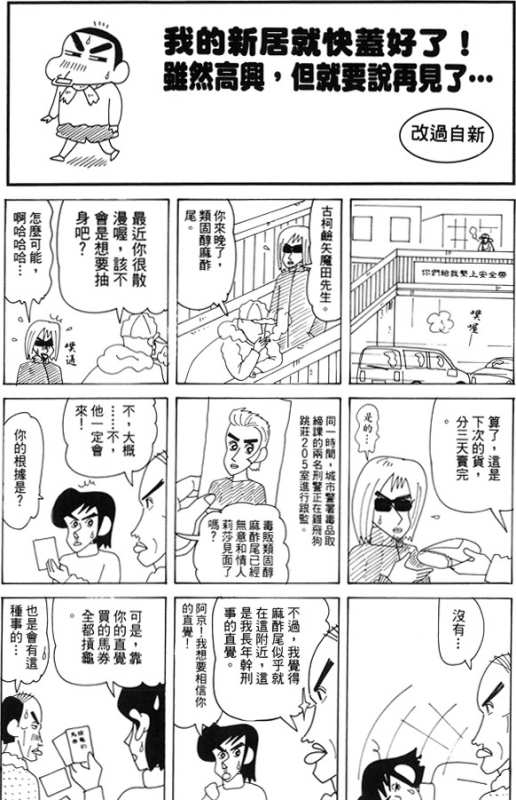 我的新居就快蓋好了！
雖然高興，但就要說再見了…
改過自新
你們給我繫上安全帶
噗
喔
古柯鹼矢魔田先生。
你來晚了，
類固醇麻酢
尾。
最近你很散
漫喔，該不
會是想要抽
身吧？
怎麼可能，
啊哈哈哈…
噗
通
算了，這是
下次的貨，
分三天賣完
。
是的…
同一時間，城市警署毒品取
締課的兩名刑警正在鍾飛狗
跳莊205室進行跟監。
毒販類固醇
麻酢尾已經
無意和情人
莉莎見面了
嗎？
不，大概
……不，
他一定會
來！
你的根據是？
沒有…
不過，我覺得
麻酢尾似乎就
在這附近，這
是我長年幹刑
事的直覺。
阿京！我想要相信你
的直覺！
可是，靠
你的直覺
買的馬券
全都摃龜
。
也是會有這
種事的…